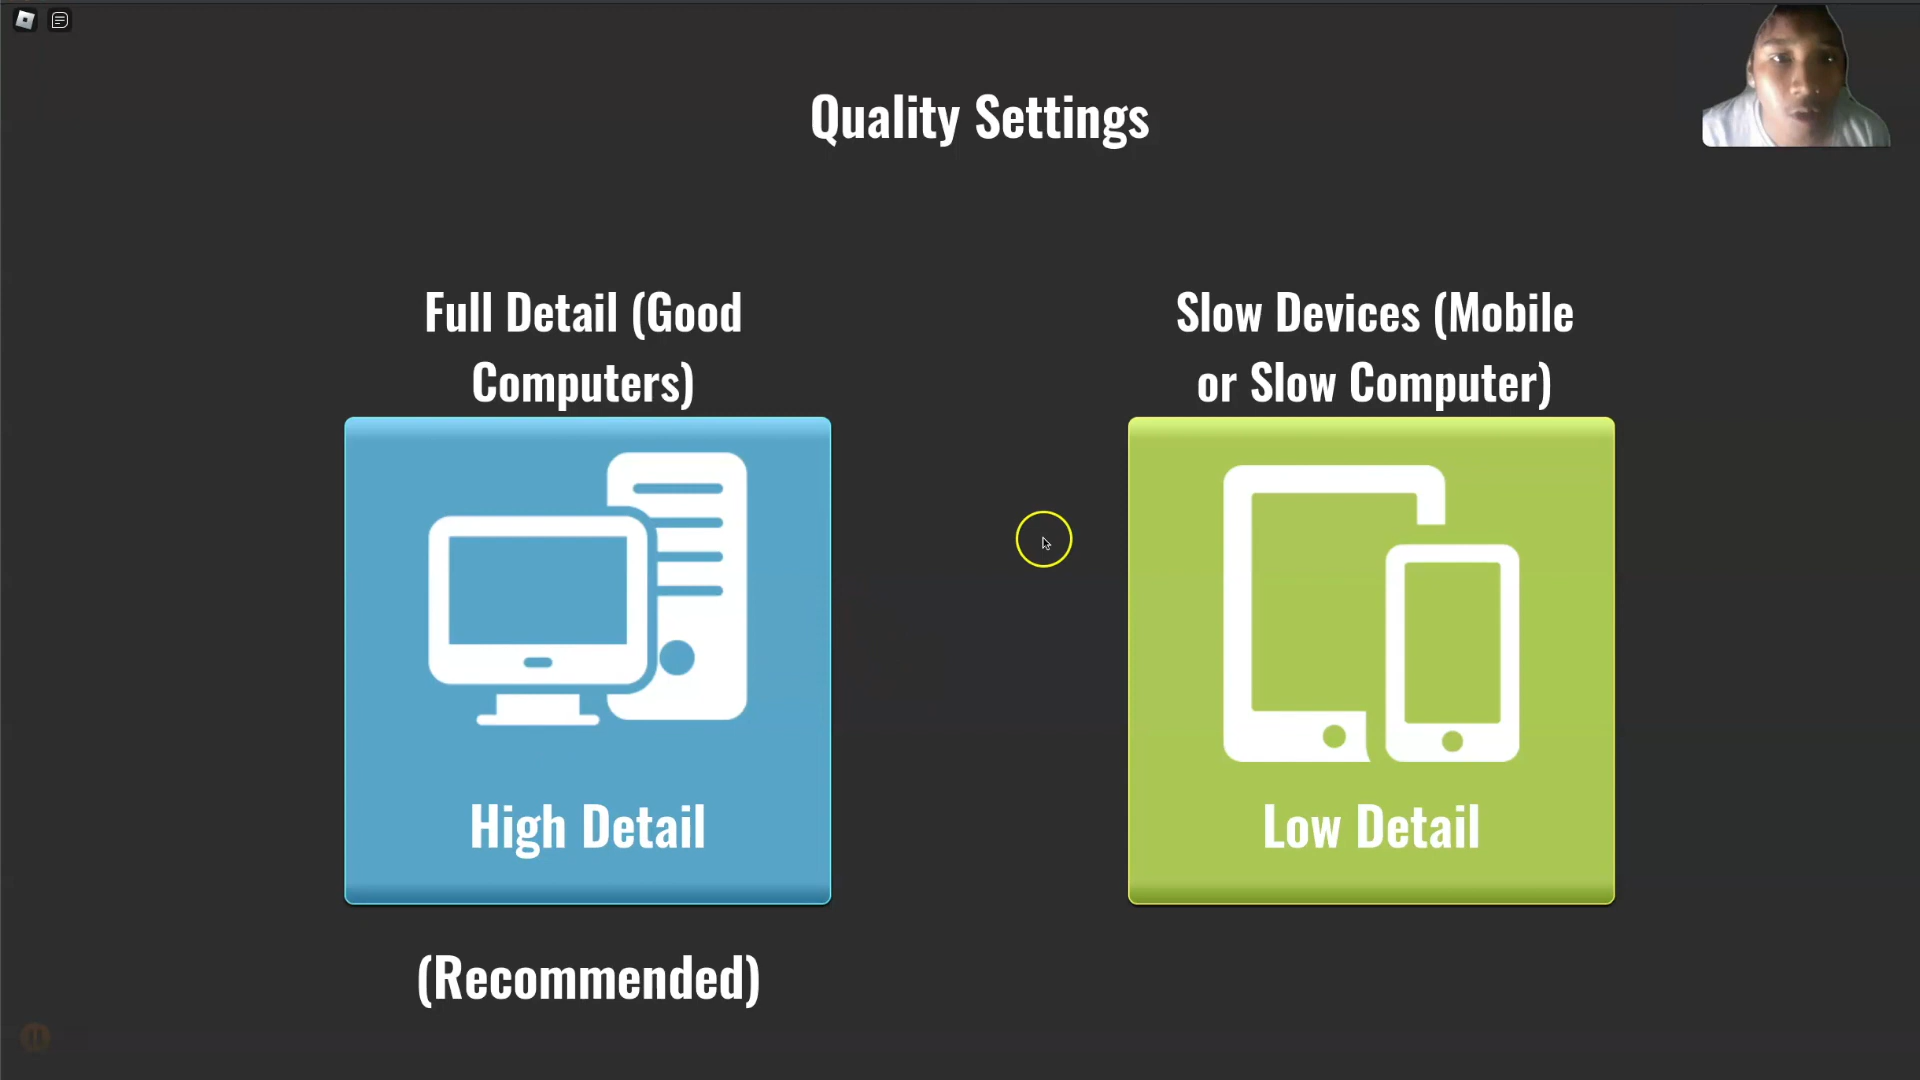 Quality Settings
Full Detail (Good
Computers)
High Detail
(Recommended)
Slow Devices (Mobile
or Slow Computer)
Low Detail